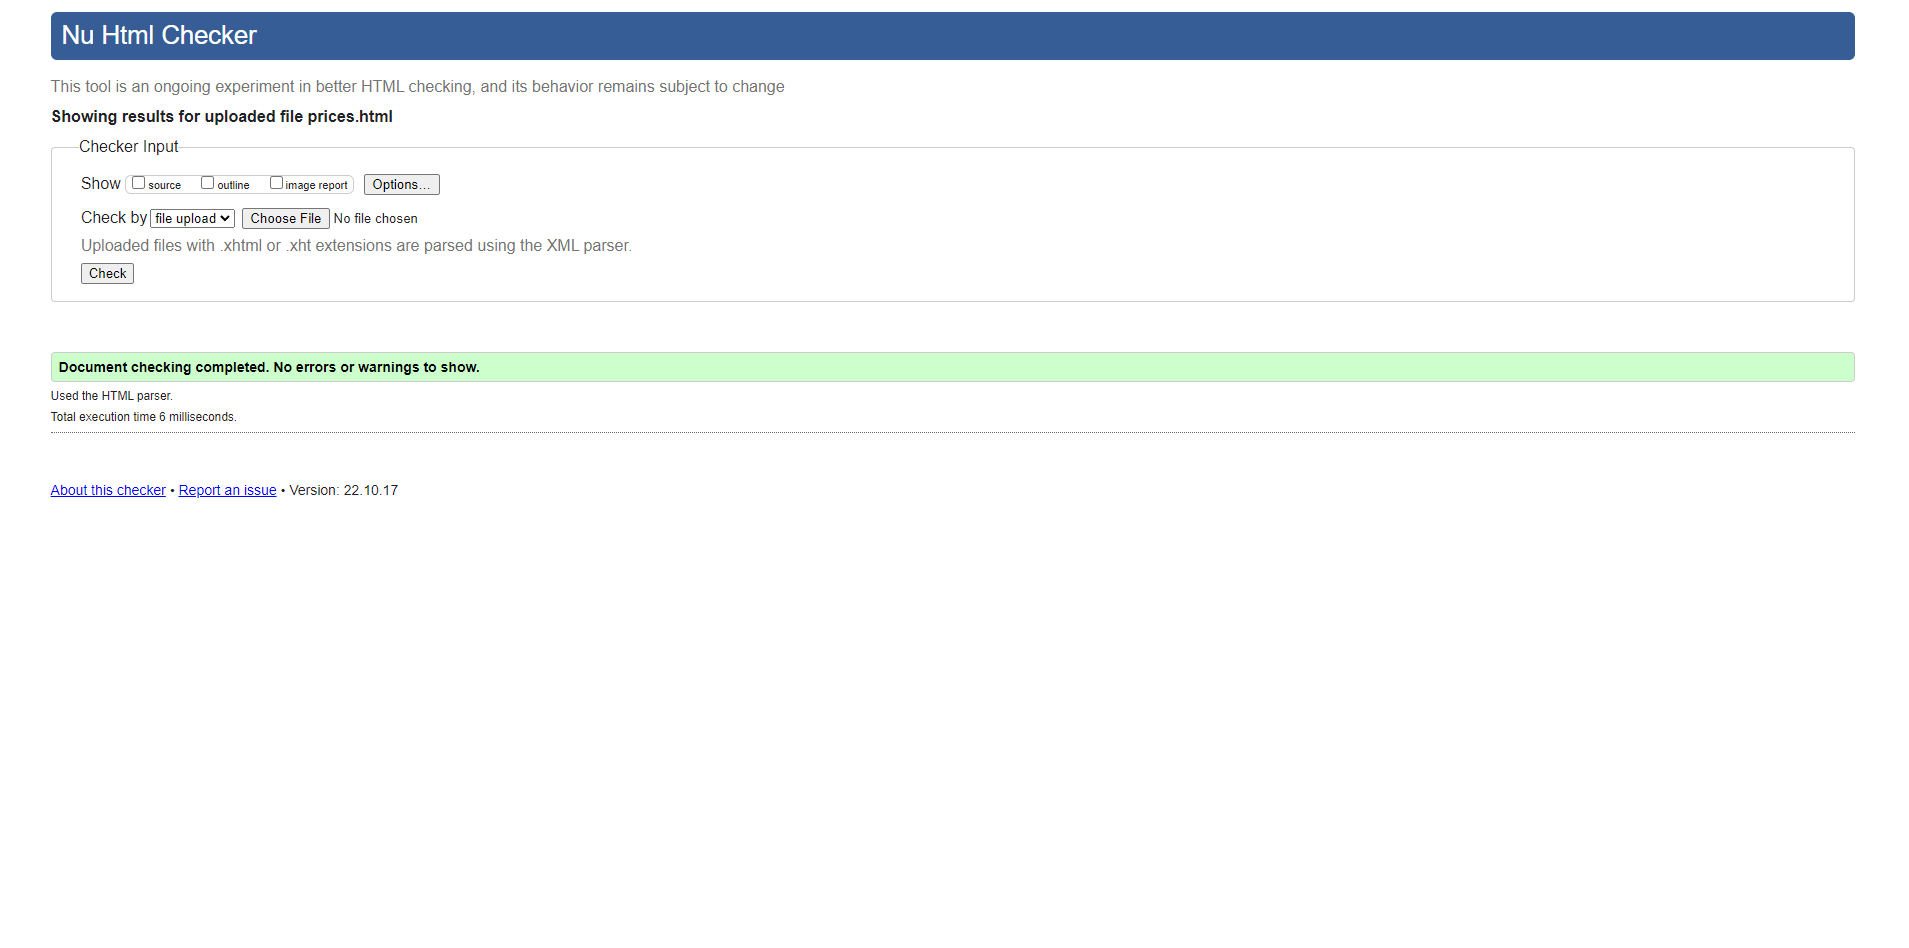 Nu Html Checker
This tool is an ongoing experiment in better HTML checking, and its behavior remains subject to change
Showing results for uploaded file prices.html
Checker Input
Show source outline image report Options...
Check by file upload Choose File No file chosen
Uploaded files with .xhtml or .xht extensions are parsed using the XML parser.
Check
Document checking completed. No errors or warnings to show.
Used the HTML parser.
Total execution time 6 milliseconds.
About this checker • Report an issue • Version: 22.10.17